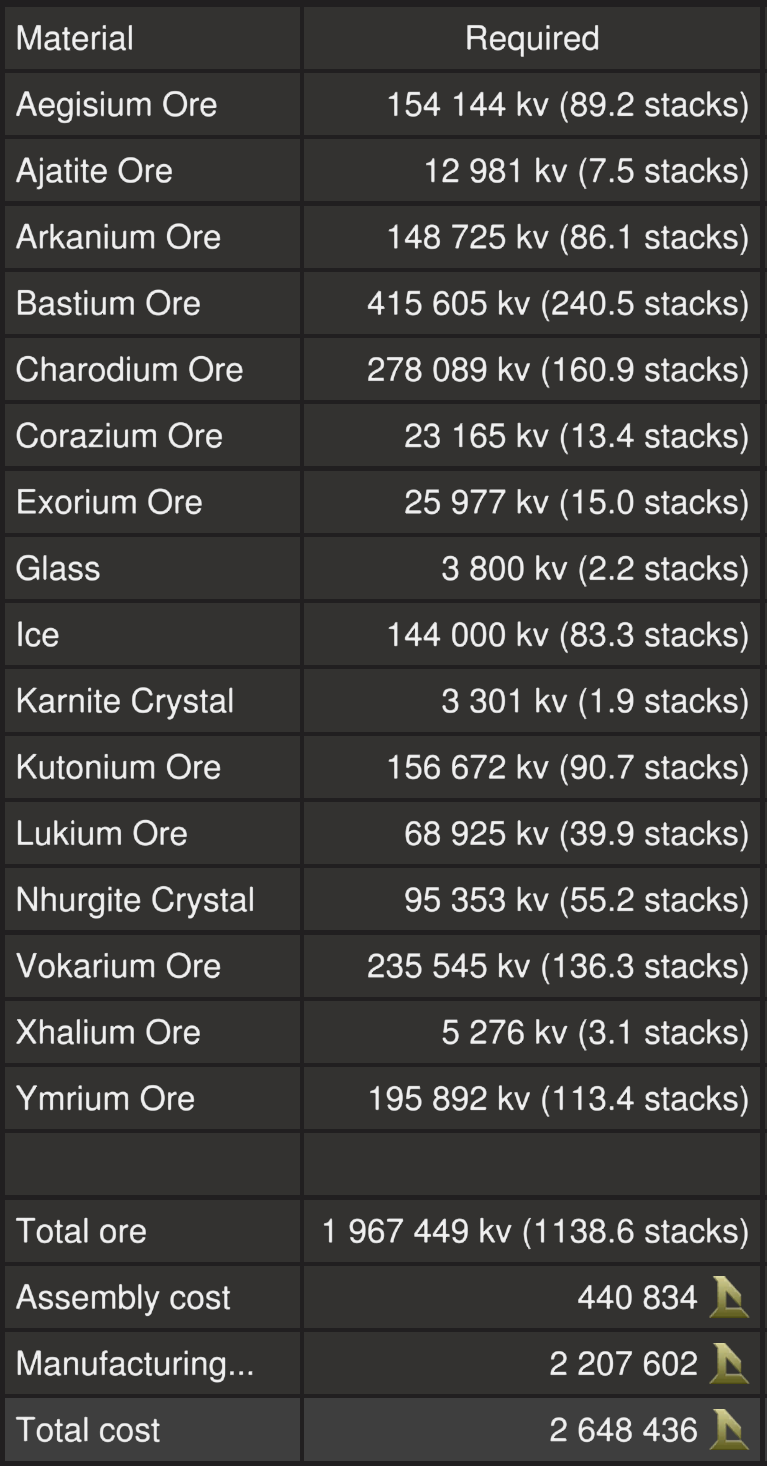 Material Required
Aegisium Ore 154 144 kv (89.2 stacks)
Ajatite Ore 12 981 kv (7.5 stacks)
Arkanium Ore 148 725 kv (86.1 stacks)
Bastium Ore 415 605 kv (240.5 stacks)
Charodium Ore 278 089 kv (160.9 stacks)
Corazium Ore 23 165 kv (13.4 stacks)
Exorium Ore 25 977 kv (15.0 stacks)
Glass 3 800 kv (2.2 stacks)
Ice 144 000 kv (83.3 stacks)
Karnite Crystal 3 301 kv (1.9 stacks)
Kutonium Ore 156 672 kv (90.7 stacks)
Lukium Ore 68 925 kv (39.9 stacks)
Nhurgite Crystal 95 353 kv (55.2 stacks)
Vokarium Ore 235 545 kv (136.3 stacks)
Xhalium Ore 5 276 kv (3.1 stacks)
Ymrium Ore 195 892 kv (113.4 stacks)
Total ore 1 967 449 kv (1138.6 stacks)
Assembly cost 440 834
Manufacturing... 2 207 602
Total cost 2 648 436